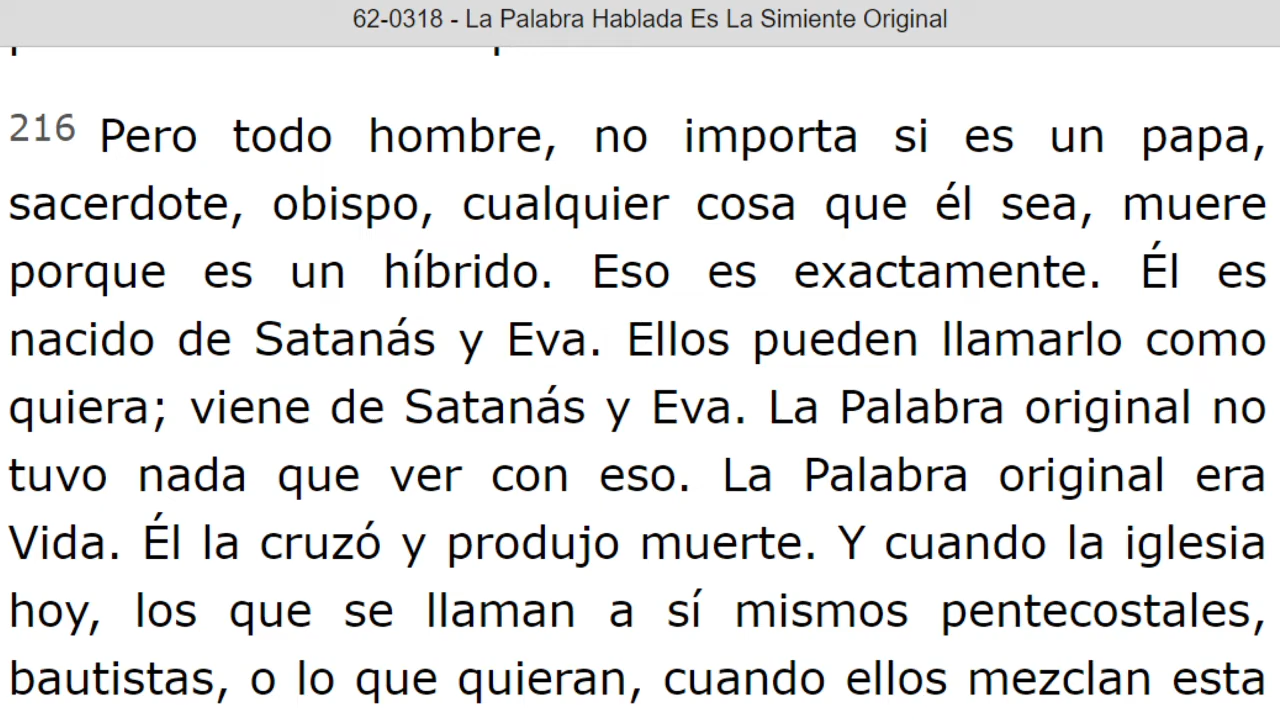 62-0318 - La Palabra Hablada Es La Simiente Original
216 Pero todo hombre, no importa si es un papa,
sacerdote, obispo, cualquier cosa que él sea, muere
porque es un híbrido. Eso es exactamente. Él es
nacido de Satanás y Eva. Ellos pueden llamarlo como
quiera; viene de Satanás y Eva. La Palabra original no
tuvo nada que ver con eso. La Palabra original era
Vida. Él la cruzó y produjo muerte. Y cuando la iglesia
hoy, los que se llaman a sí mismos pentecostales,
bautistas, o lo que quieran, cuando ellos mezclan esta